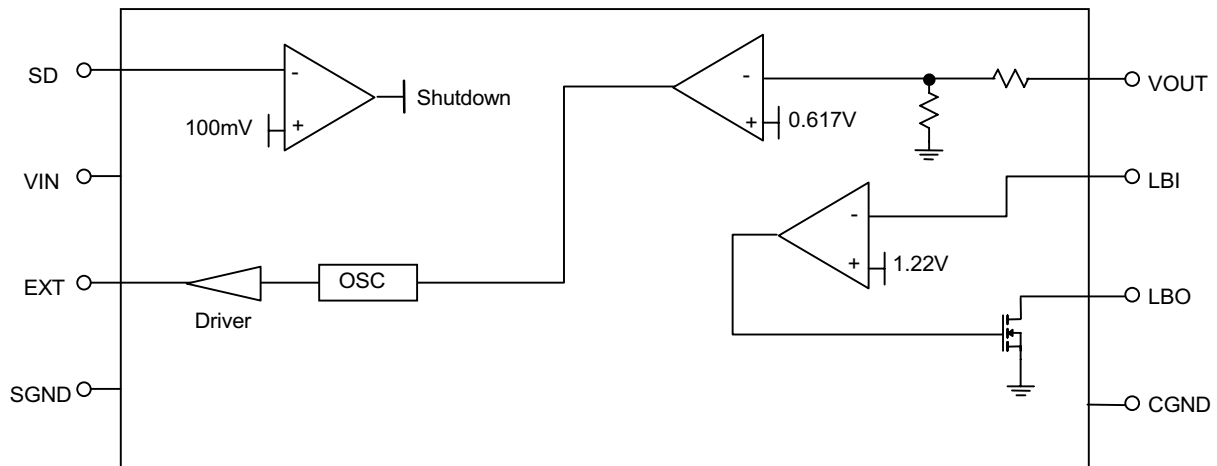 SD
-
+
100mV
Shutdown
-
+
0.617V
VOUT
VIN
LBI
-
+
1.22V
EXT
Driver
OSC
LBO
SGND
CGND